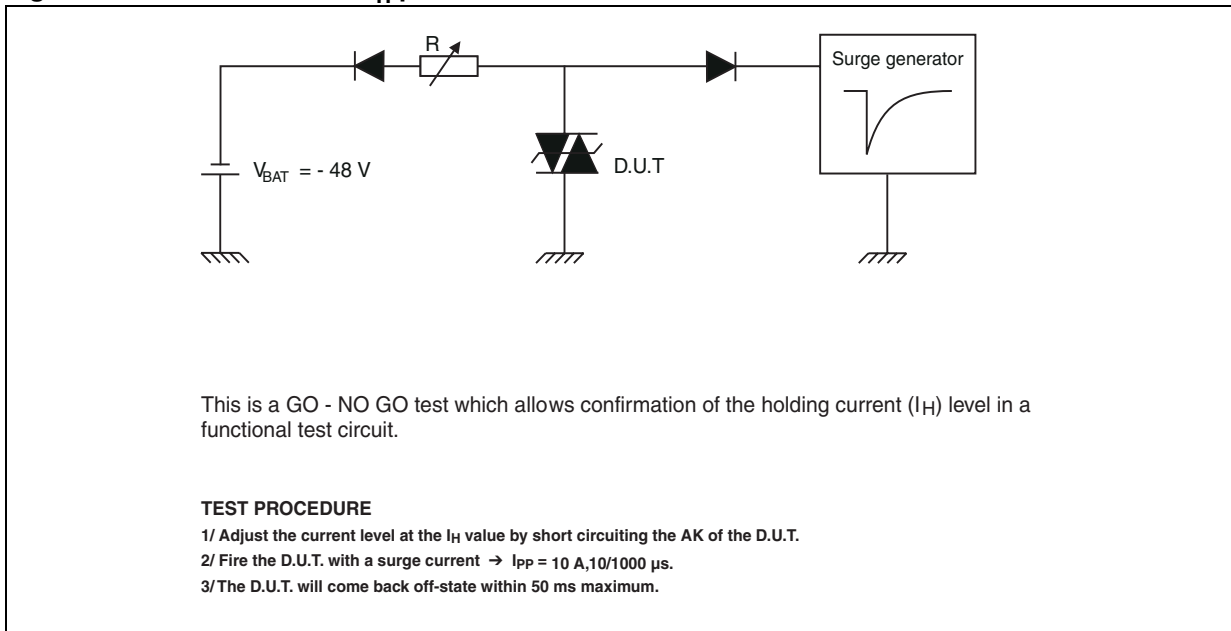 R
Surge generator
VBAT = - 48 V
D.U.T
This is a GO - NO GO test which allows confirmation of the holding current (IH) level in a
functional test circuit.
TEST PROCEDURE
1/ Adjust the current level at the IH value by short circuiting the AK of the D.U.T.
2/ Fire the D.U.T. with a surge current → IPP = 10 A,10/1000 µs.
3/ The D.U.T. will come back off-state within 50 ms maximum.